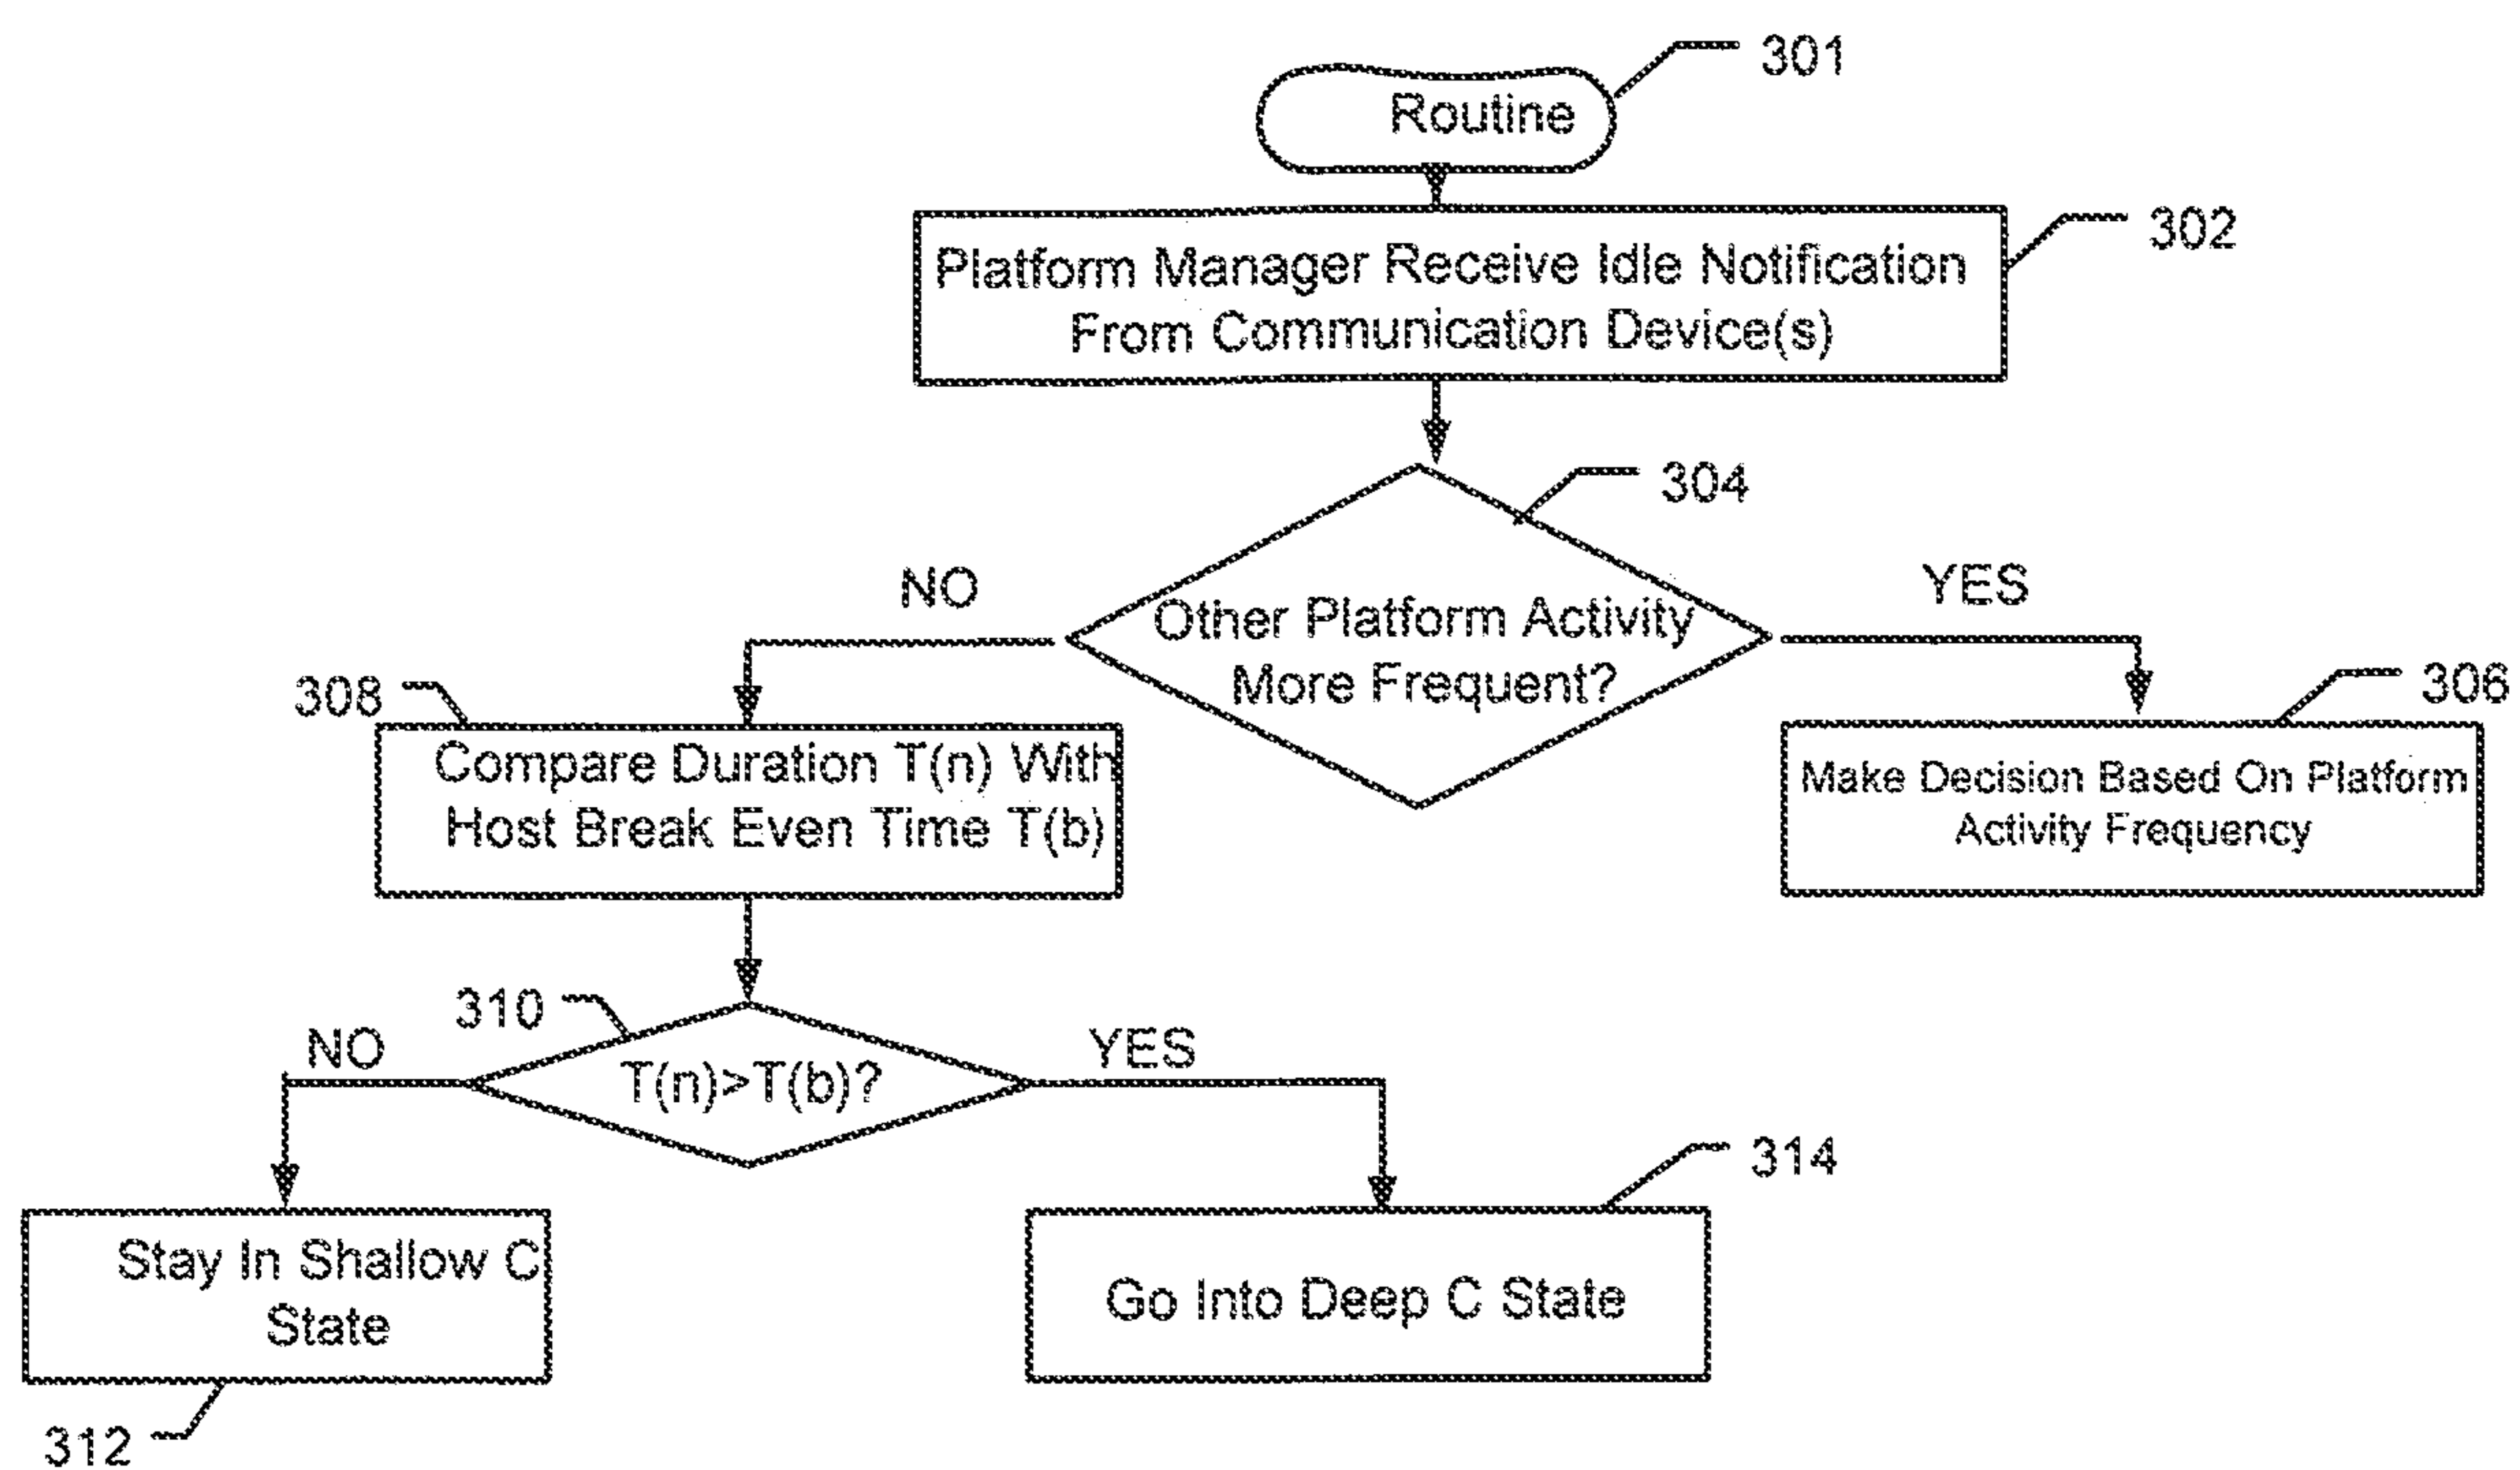 301
Routine
302
Platform Manager Receive Idle Notification
From Communication Device(s)
304
NO
YES
Other Platform Activity
More Frequent?
308
306
Compare Duration T(n) With
Host Break Even Time T(b)
Make Decision Based On Platform
Activity Frequency
310
NO
YES
T(n)>T(b)?
314
Stay In Shallow C
State
Go Into Deep C State
312